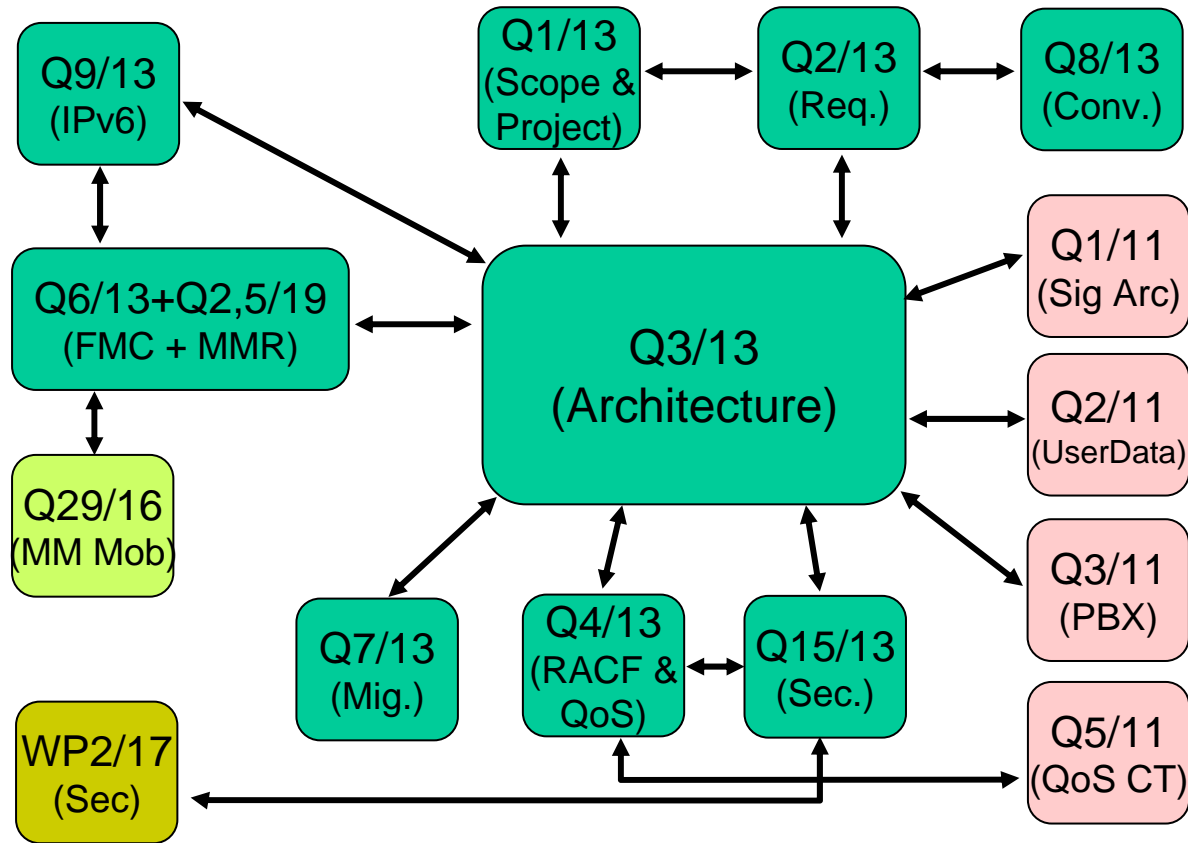 Q9/13
(IPv6)
Q1/13
(Scope &
Project)
Q2/13
(Req.)
Q8/13
(Conv.)
Q6/13+Q2,5/19
(FMC + MMR)
Q3/13
(Architecture)
Q1/11
(Sig Arc)
Q2/11
(UserData)
Q29/16
(MM Mob)
Q3/11
(PBX)
Q7/13
(Mig.)
Q4/13
(RACF &
QoS)
Q15/13
(Sec.)
WP2/17
(Sec)
Q5/11
(QoS CT)